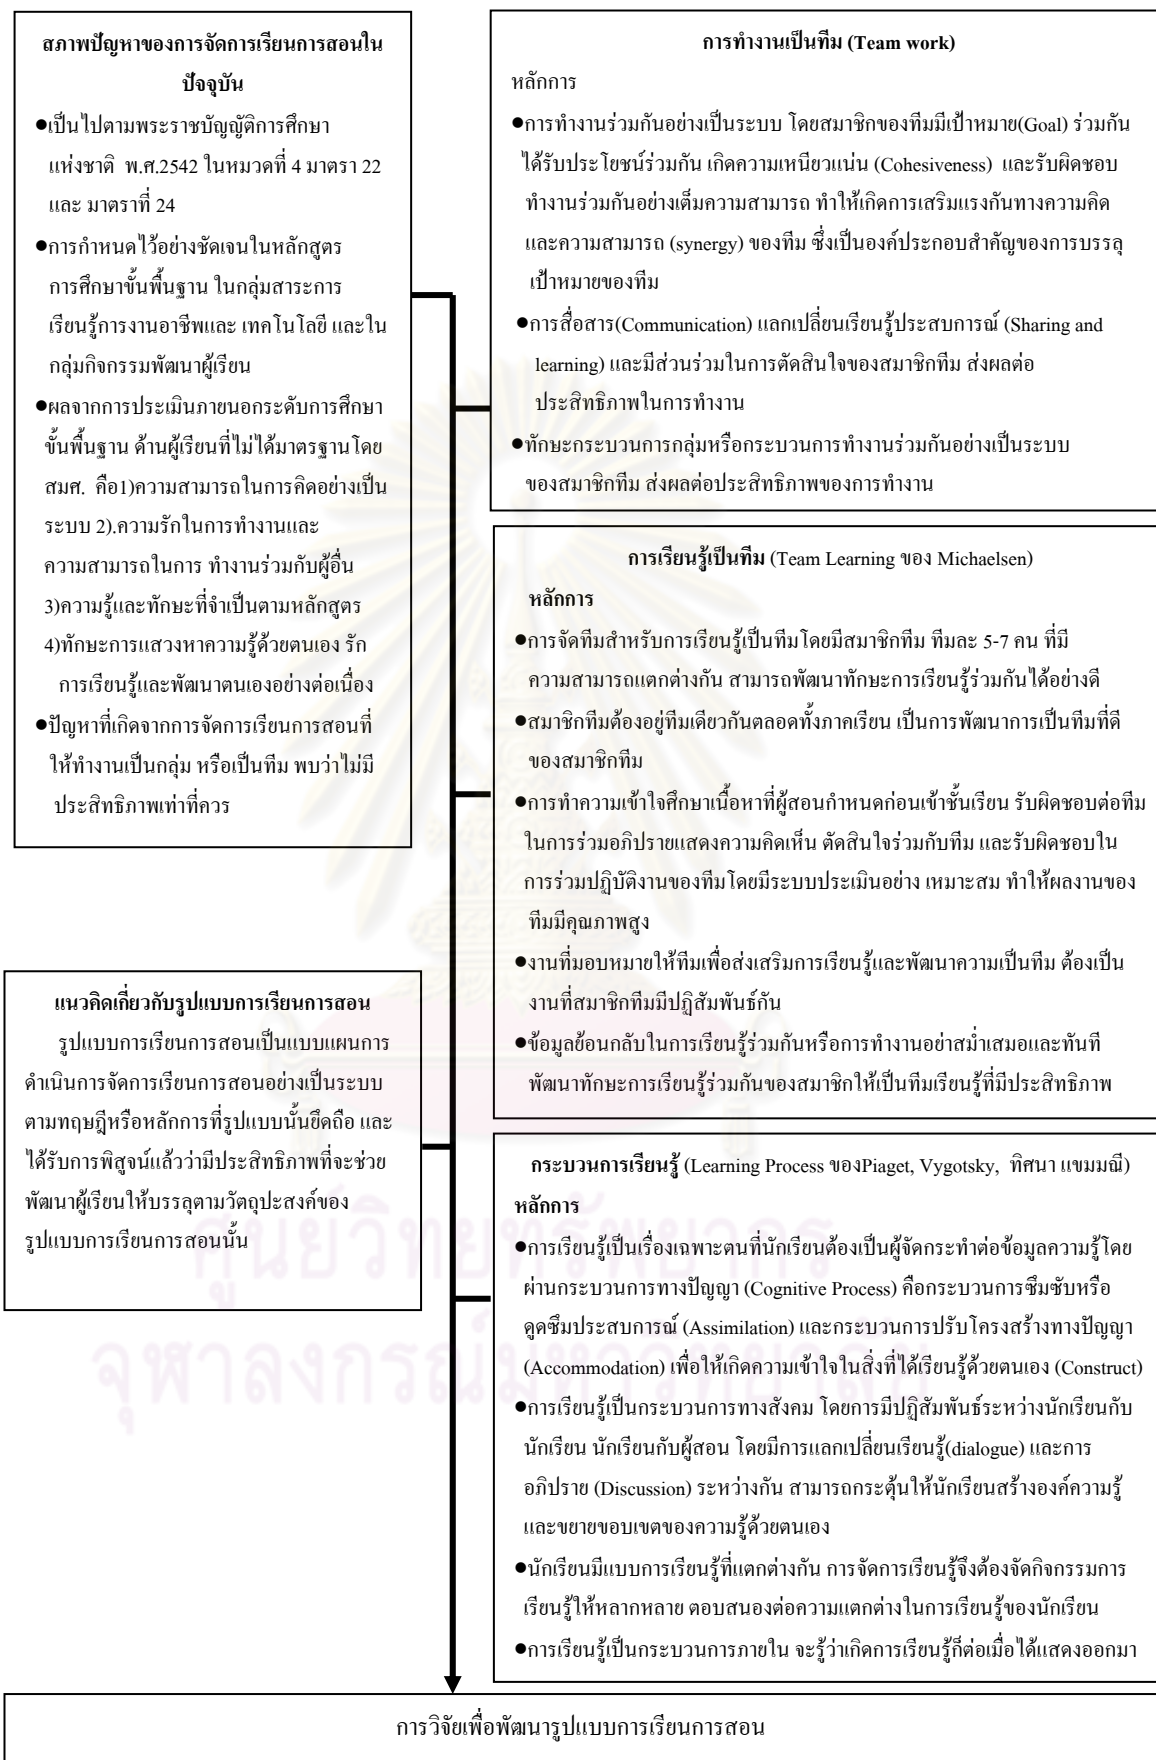 สภาพปัญหาของการจัดการเรียนการสอนใน
ปัจจุบัน
●เป็นไปตามพระราชบัญญัติการศึกษา
แห่งชาติ พ.ศ.2542 ในหมวดที่ 4 มาตรา 22
และ มาตราที่ 24
●การกำหนดไว้อย่างชัดเจนในหลักสูตร
การศึกษาขั้นพื้นฐาน ในกลุ่มสาระการ
เรียนรู้การงานอาชีพและ เทคโนโลยี และใน
กลุ่มกิจกรรมพัฒนาผู้เรียน
●ผลจากการประเมินภายนอกระดับการศึกษา
ขั้นพื้นฐาน ด้านผู้เรียนที่ไม่ได้มาตรฐานโดย
สมศ. คือ1)ความสามารถในการคิดอย่างเป็น
ระบบ 2).ความรักในการทำงานและ
ความสามารถในการ ทำงานร่วมกับผู้อื่น
3)ความรู้และทักษะที่จำเป็นตามหลักสูตร
4)ทักษะการแสวงหาความรู้ด้วยตนเอง รัก
การเรียนรู้และพัฒนาตนเองอย่างต่อเนื่อง
●ปัญหาที่เกิดจากการจัดการเรียนการสอนที่
ให้ทำงานเป็นกลุ่ม หรือเป็นทีม พบว่าไม่มี
ประสิทธิภาพเท่าที่ควร
แนวคิดเกี่ยวกับรูปแบบการเรียนการสอน
รูปแบบการเรียนการสอนเป็นแบบแผนการ
ดำเนินการจัดการเรียนการสอนอย่างเป็นระบบ
ตามทฤษฎีหรือหลักการที่รูปแบบนั้นยึดถือ และ
ได้รับการพิสูจน์แล้วว่ามีประสิทธิภาพที่จะช่วย
พัฒนาผู้เรียนให้บรรลุตามวัตถุประสงค์ของ
รูปแบบการเรียนการสอนนั้น
การทำงานเป็นทีม (Team work)
หลักการ
●การทำงานร่วมกันอย่างเป็นระบบ โดยสมาชิกของทีมมีเป้าหมาย(Goal) ร่วมกัน
ได้รับประโยชน์ร่วมกัน เกิดความเหนียวแน่น (Cohesiveness) และรับผิดชอบ
ทำงานร่วมกันอย่างเต็มความสามารถ ทำให้เกิดการเสริมแรงกันทางความคิด
และความสามารถ (synergy) ของทีม ซึ่งเป็นองค์ประกอบสำคัญของการบรรลุ
เป้าหมายของทีม
●การสื่อสาร(Communication) แลกเปลี่ยนเรียนรู้ประสบการณ์ (Sharing and
learning) และมีส่วนร่วมในการตัดสินใจของสมาชิกทีม ส่งผลต่อ
ประสิทธิภาพในการทำงาน
●ทักษะกระบวนการกลุ่มหรือกระบวนการทำงานร่วมกันอย่างเป็นระบบ
ของสมาชิกทีม ส่งผลต่อประสิทธิภาพของการทำงาน
การเรียนรู้เป็นทีม (Team Learning ของ Michaelsen)
หลักการ
●การจัดทีมสำหรับการเรียนรู้เป็นทีมโดยมีสมาชิกทีม ทีมละ 5-7 คน ที่มี
ความสามารถแตกต่างกัน สามารถพัฒนาทักษะการเรียนรู้ร่วมกันได้อย่างดี
●สมาชิกทีมต้องอยู่ทีมเดียวกันตลอดทั้งภาคเรียน เป็นการพัฒนาการเป็นทีมที่ดี
ของสมาชิกทีม
●การทำความเข้าใจศึกษาเนื้อหาที่ผู้สอนกำหนดก่อนเข้าชั้นเรียน รับผิดชอบต่อทีม
ในการร่วมอภิปรายแสดงความคิดเห็น ตัดสินใจร่วมกับทีม และรับผิดชอบใน
การร่วมปฏิบัติงานของทีมโดยมีระบบประเมินอย่าง เหมาะสม ทำให้ผลงานของ
ทีมมีคุณภาพสูง
●งานที่มอบหมายให้ทีมเพื่อส่งเสริมการเรียนรู้และพัฒนาความเป็นทีม ต้องเป็น
งานที่สมาชิกทีมมีปฏิสัมพันธ์กัน
●ข้อมูลย้อนกลับในการเรียนรู้ร่วมกันหรือการทำงานอย่าสม่ำเสมอและทันที
พัฒนาทักษะการเรียนรู้ร่วมกันของสมาชิกให้เป็นทีมเรียนรู้ที่มีประสิทธิภาพ
กระบวนการเรียนรู้ (Learning Process ของPiaget, Vygotsky, ทิศนา แขมมณี)
หลักการ
●การเรียนรู้เป็นเรื่องเฉพาะตนที่นักเรียนต้องเป็นผู้จัดกระทำต่อข้อมูลความรู้โดย
ผ่านกระบวนการทางปัญญา (Cognitive Process) คือกระบวนการซึมซับหรือ
ดูดซึมประสบการณ์ (Assimilation) และกระบวนการปรับโครงสร้างทางปัญญา
(Accommodation) เพื่อให้เกิดความเข้าใจในสิ่งที่ได้เรียนรู้ด้วยตนเอง (Construct)
●การเรียนรู้เป็นกระบวนการทางสังคม โดยการมีปฏิสัมพันธ์ระหว่างนักเรียนกับ
นักเรียน นักเรียนกับผู้สอน โดยมีการแลกเปลี่ยนเรียนรู้(dialogue) และการ
อภิปราย (Discussion) ระหว่างกัน สามารถกระตุ้นให้นักเรียนสร้างองค์ความรู้
และขยายขอบเขตของความรู้ด้วยตนเอง
●นักเรียนมีแบบการเรียนรู้ที่แตกต่างกัน การจัดการเรียนรู้จึงต้องจัดกิจกรรมการ
เรียนรู้ให้หลากหลาย ตอบสนองต่อความแตกต่างในการเรียนรู้ของนักเรียน
●การเรียนรู้เป็นกระบวนการภายใน จะรู้ว่าเกิดการเรียนรู้ก็ต่อเมื่อได้แสดงออกมา
ศูนย์วิทยทรัพยากร
จุฬาลงกรณ์มหาวิทยาลัย
การวิจัยเพื่อพัฒนารูปแบบการเรียนการสอน